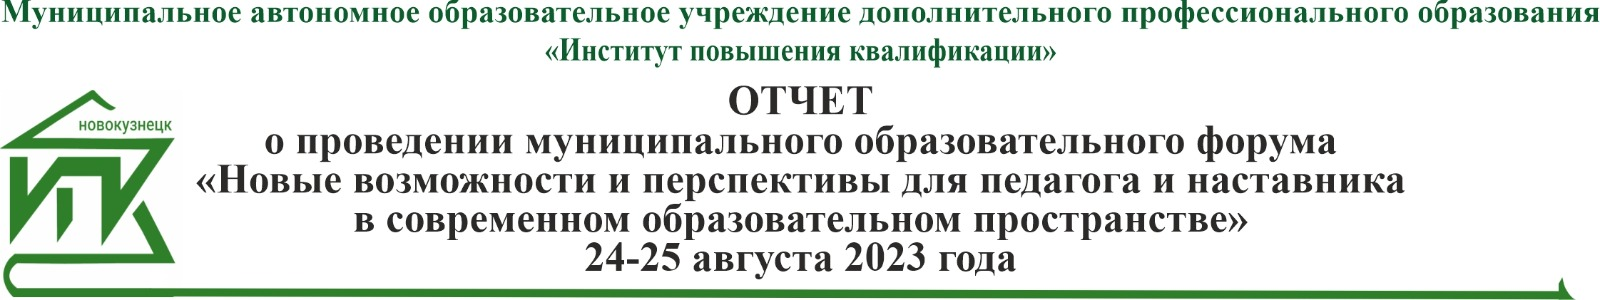 Муниципальное автономное образовательное учреждение дополнительного профессионального образования
«Институт повышения квалификации»
НОВОКУЗНЕЦК
ИПК
ОТЧЕТ
о проведении муниципального образовательного форума
«Новые возможности и перспективы для педагога и наставника
в современном образовательном пространстве»
24-25 августа 2023 года